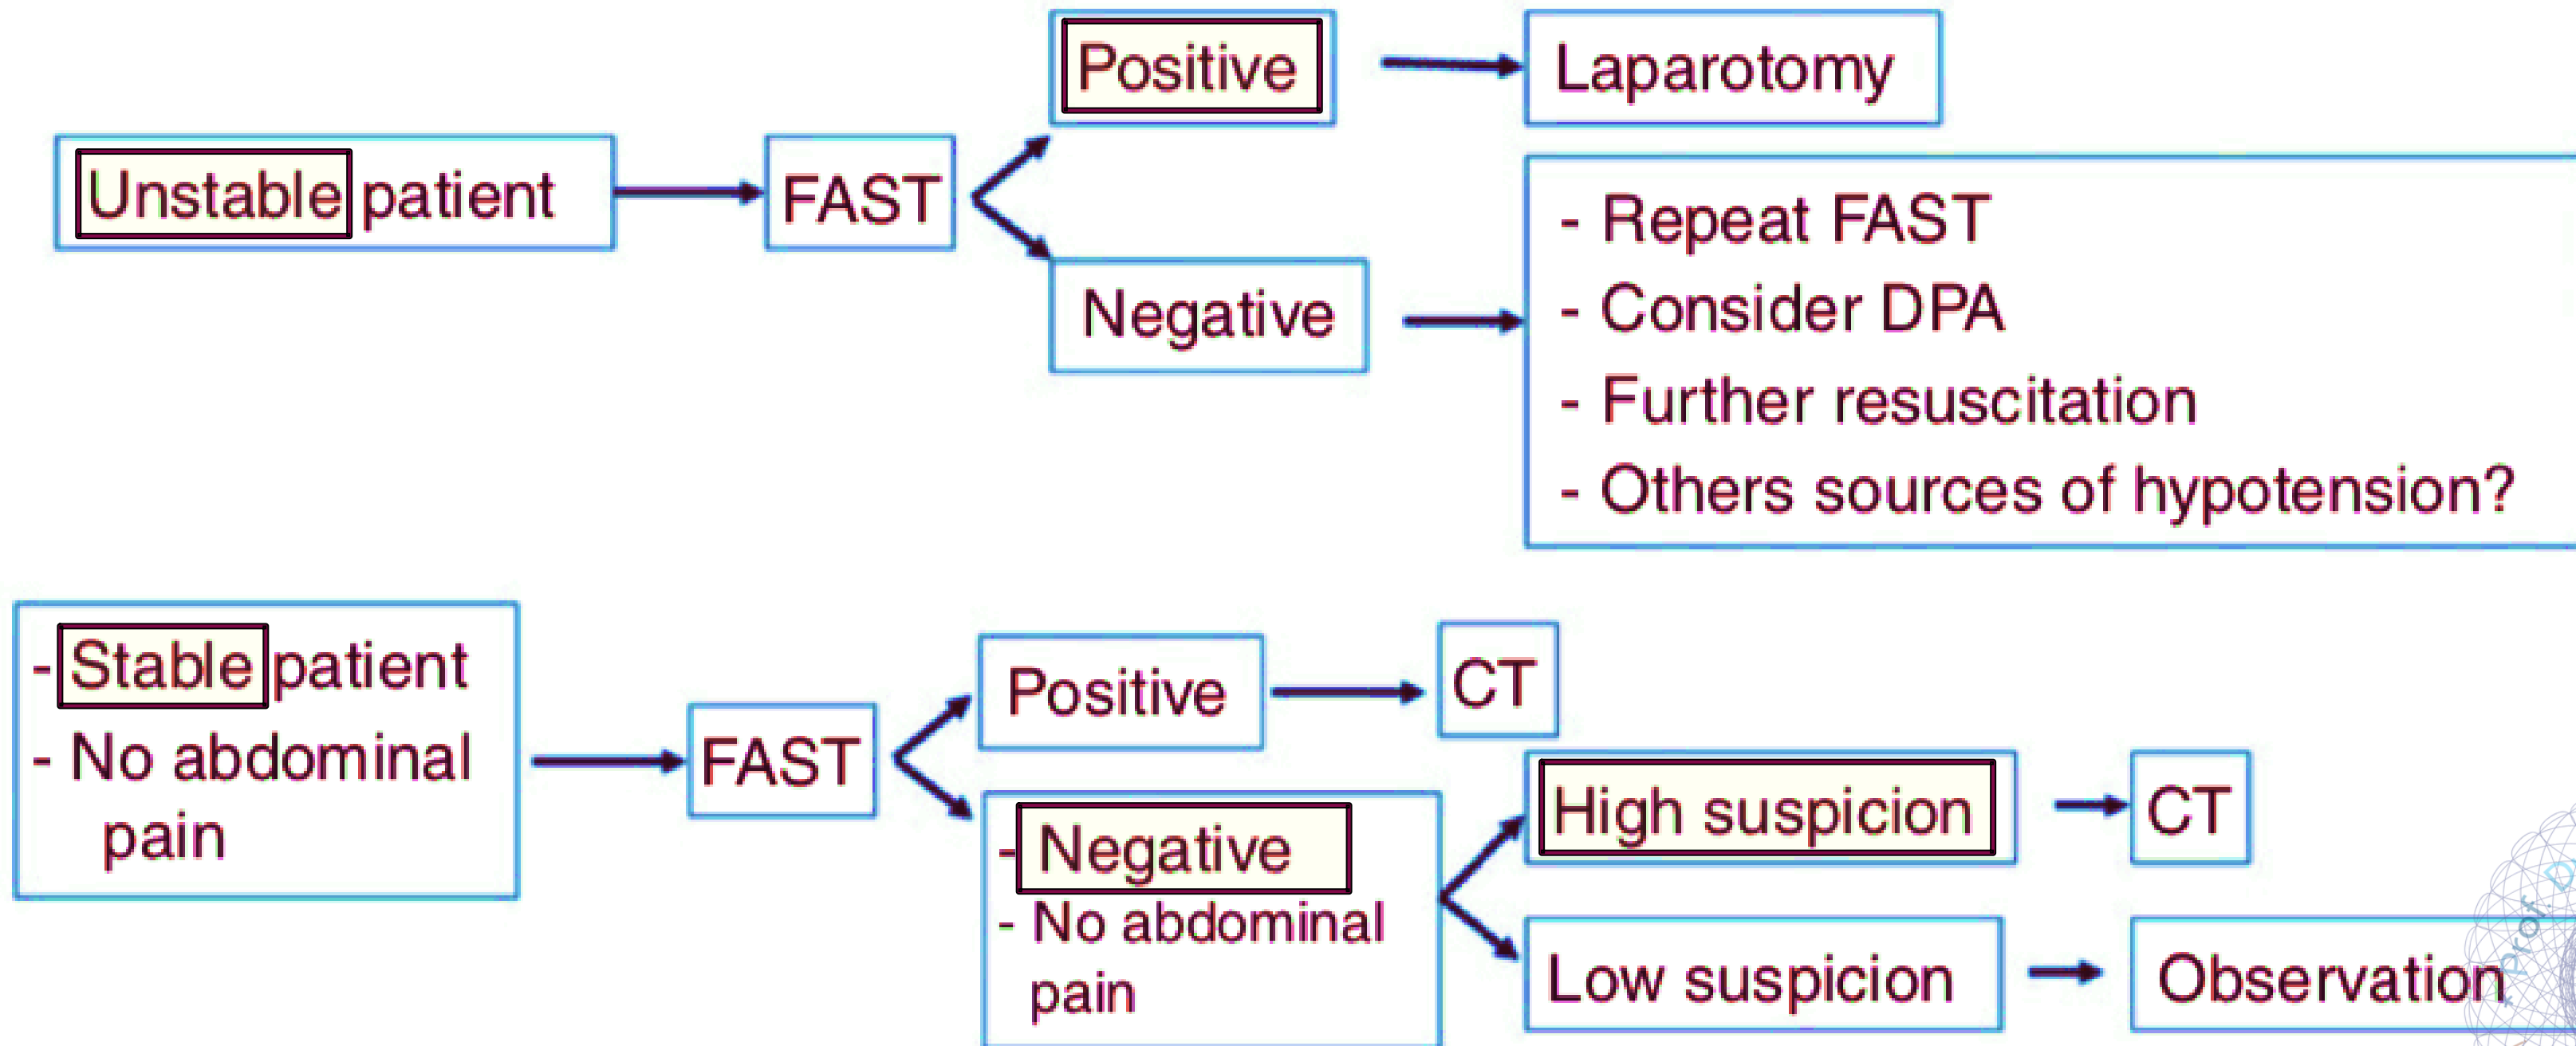 Unstable patient
FAST
Positive
Laparotomy
Negative
- Repeat FAST
- Consider DPA
- Further resuscitation
- Others sources of hypotension?
- Stable patient
- No abdominal
pain
FAST
Positive
CT
- Negative
- No abdominal
pain
High suspicion
CT
Low suspicion
Observation
Prof. D